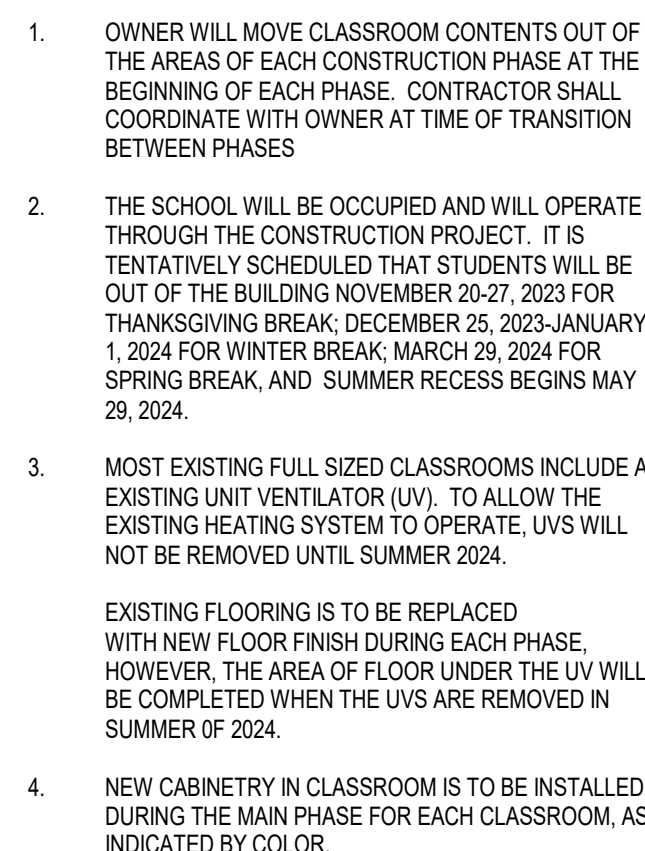 1. OWNER WILL MOVE CLASSROOM CONTENTS OUT OF
THE AREAS OF EACH CONSTRUCTION PHASE AT THE
BEGINNING OF EACH PHASE. CONTRACTOR SHALL
COORDINATE WITH OWNER AT TIME OF TRANSITION
BETWEEN PHASES
2. THE SCHOOL WILL BE OCCUPIED AND WILL OPERATE
THROUGH THE CONSTRUCTION PROJECT. IT IS
TENTATIVELY SCHEDULED THAT STUDENTS WILL BE
OUT OF THE BUILDING NOVEMBER 20-27, 2023 FOR
THANKSGIVING BREAK; DECEMBER 25, 2023-JANUARY
1, 2024 FOR WINTER BREAK; MARCH 29, 2024 FOR
SPRING BREAK, AND SUMMER RECESS BEGINS MAY
29, 2024.
3. MOST EXISTING FULL SIZED CLASSROOMS INCLUDE A
EXISTING UNIT VENTILATOR (UV). TO ALLOW THE
EXISTING HEATING SYSTEM TO OPERATE, UVS WILL
NOT BE REMOVED UNTIL SUMMER 2024.
EXISTING FLOORING IS TO BE REPLACED
WITH NEW FLOOR FINISH DURING EACH PHASE,
HOWEVER, THE AREA OF FLOOR UNDER THE UV WILL
BE COMPLETED WHEN THE UVS ARE REMOVED IN
SUMMER 0F 2024.
4. NEW CABINETRY IN CLASSROOM IS TO BE INSTALLED
DURING THE MAIN PHASE FOR EACH CLASSROOM, AS
INDICATED BY COLOR.